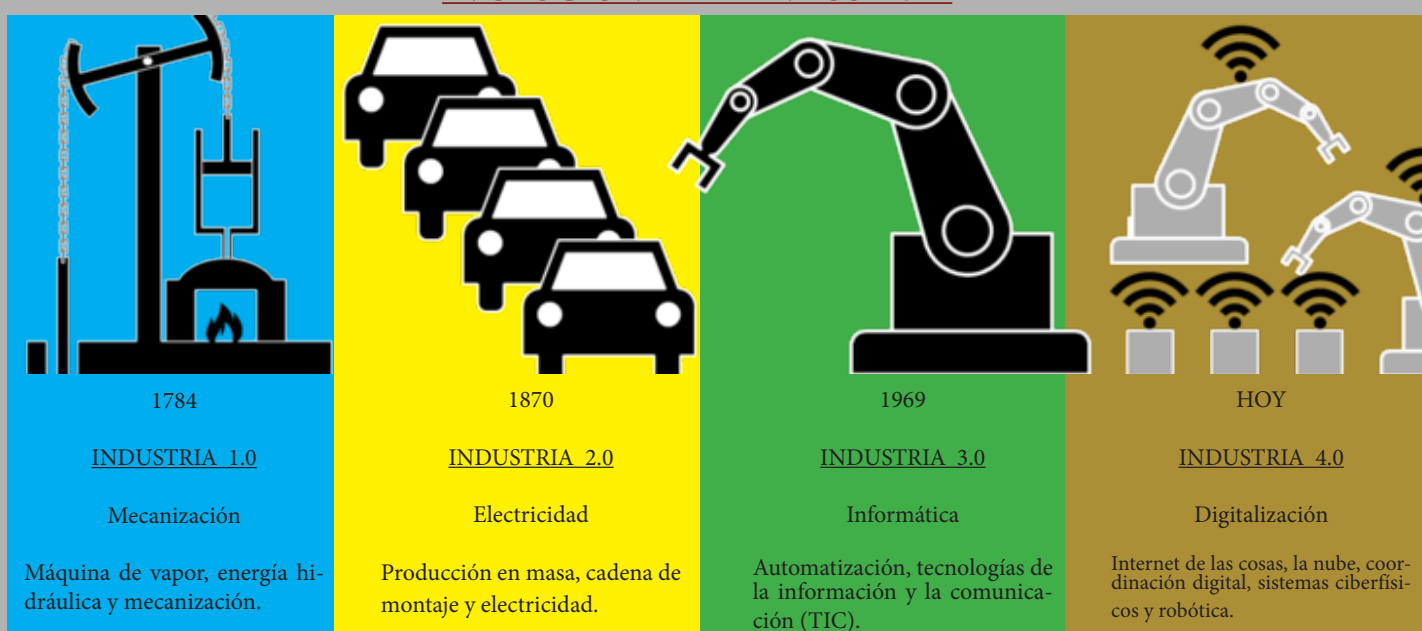 1784
INDUSTRIA 1.0
Mecanización
Máquina de vapor, energía hi-
dráulica y mecanización.
1870
INDUSTRIA 2.0
Electricidad
Producción en masa, cadena de
montaje y electricidad.
1969
INDUSTRIA 3.0
Informática
Automatización, tecnologías de
la información y la comunica-
ción (TIC).
HOY
INDUSTRIA 4.0
Digitalización
Internet de las cosas, la nube, coor-
dinación digital, sistemas ciberfísi-
cos y robótica.